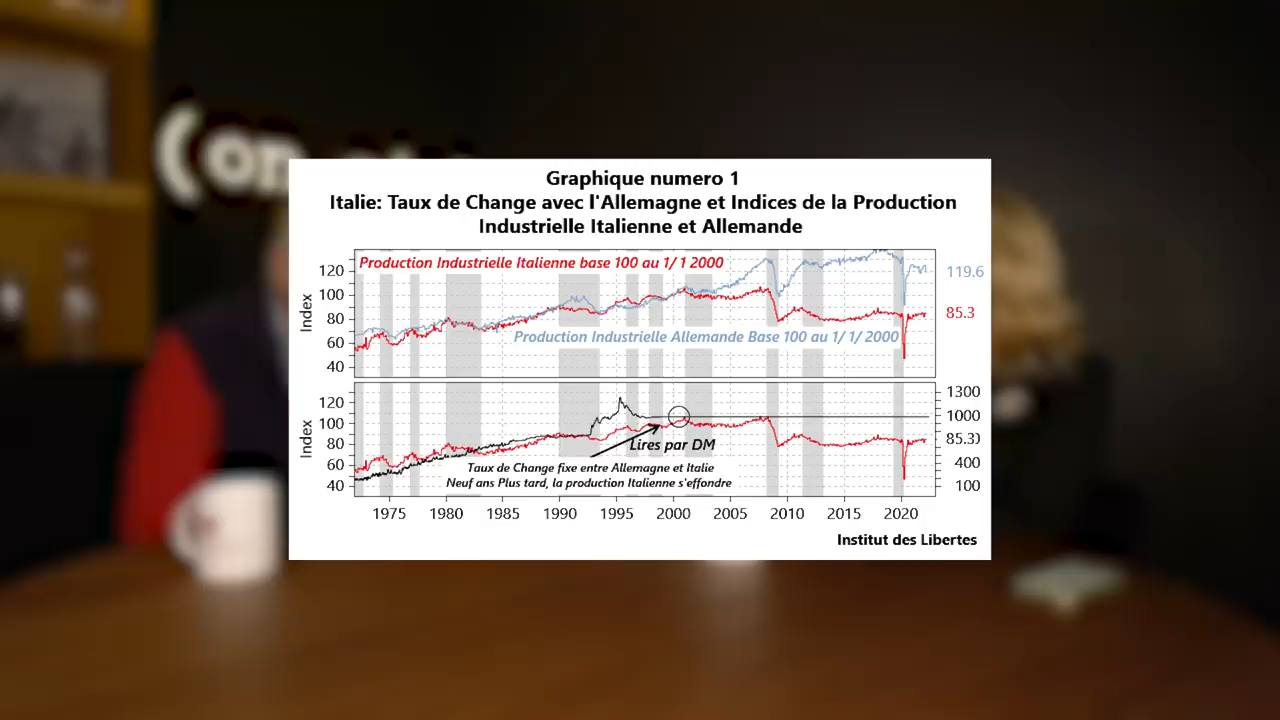 Graphique numero 1
Italie: Taux de Change avec l'Allemagne et Indices de la Production
Industrielle Italienne et Allemande
Production Industrielle Italienne base 100 au 1/ 1 2000
120
100
80
60
40
Index
119.6
85.3
Production Industrielle Allemande Base 100 au 1/ 1/ 2000
120
100
80
60
40
Index
1300
1000
85.30
400
100
Lires par DM
Taux de Change fixe entre Allemagne et Italie
Neuf ans Plus tard, la production Italienne s'effondre
1975 1980 1985 1990 1995 2000 2005 2010 2015 2020
Institut des Libertes